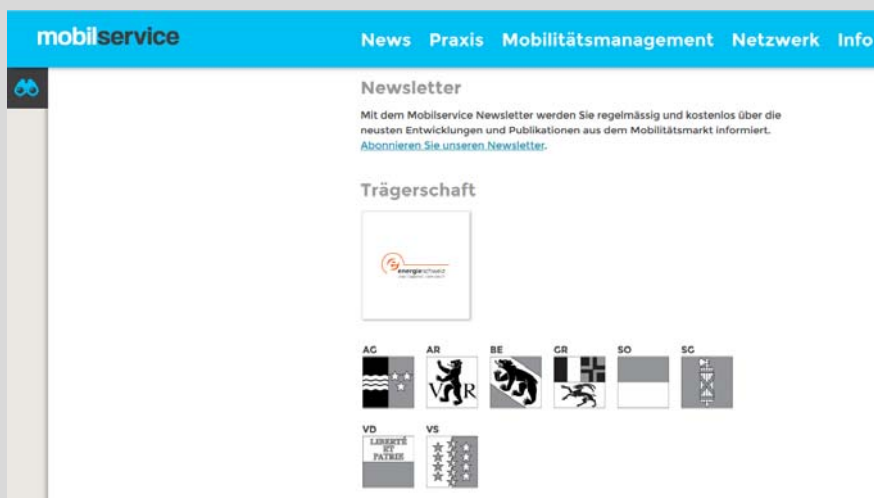 mobilservice
News Praxis Mobilitätsmanagement Netzwerk Info
Newsletter
Mit dem Mobilservice Newsletter werden Sie regelmässig und kostenlos über die
neusten Entwicklungen und Publikationen aus dem Mobilitätsmarkt informiert.
Abonnieren Sie unseren Newsletter.
Trägerschaft
energieschweiz
AG AR BE GR SO SG
V R
VD VS
LIBERTÉ
ET
PATRIE